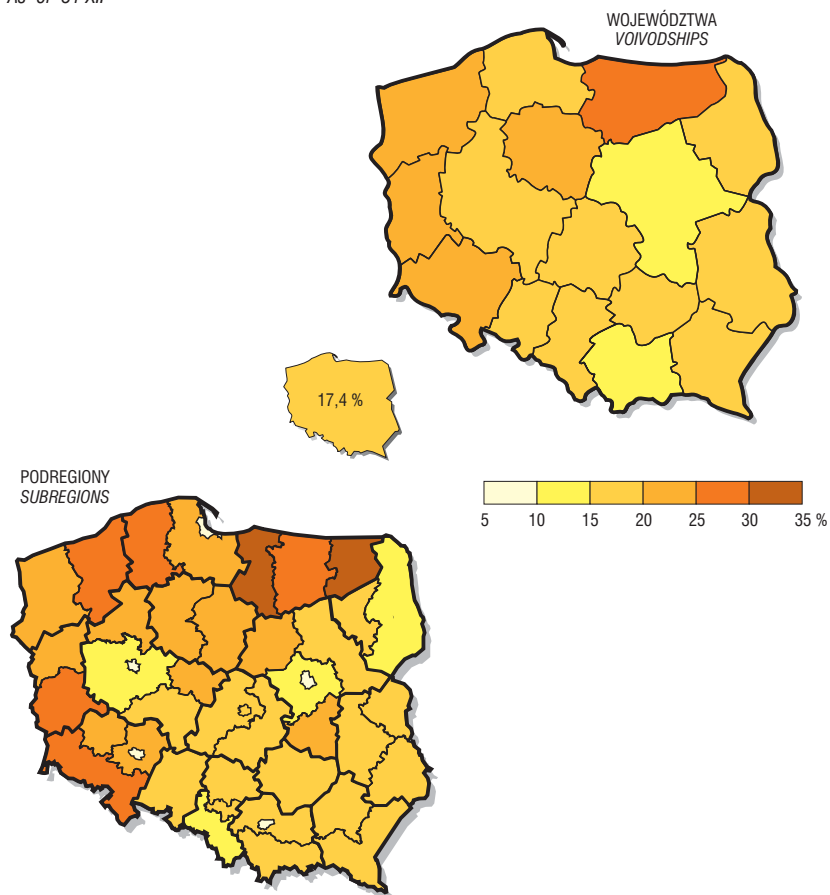 WOJEWÓDZTWA
VOIVODSHIPS
17,4 %
PODREGIONY
SUBREGIONS
5 10 15 20 25 30 35 %